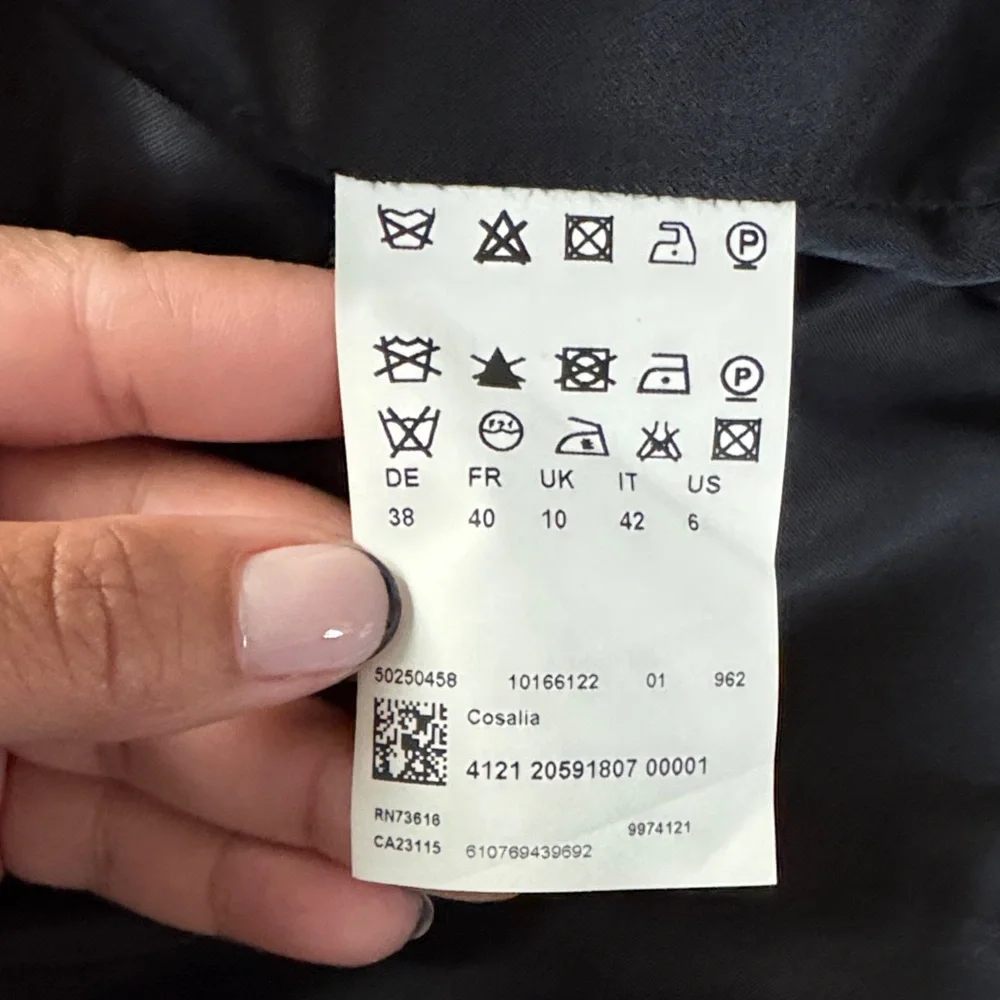 P
P
DE FR UK IT US
38 40 10 42 6
50250458 10166122 01 962
Cosalia
4121 20591807 00001
RN73616 9974121
CA23115 610769439692